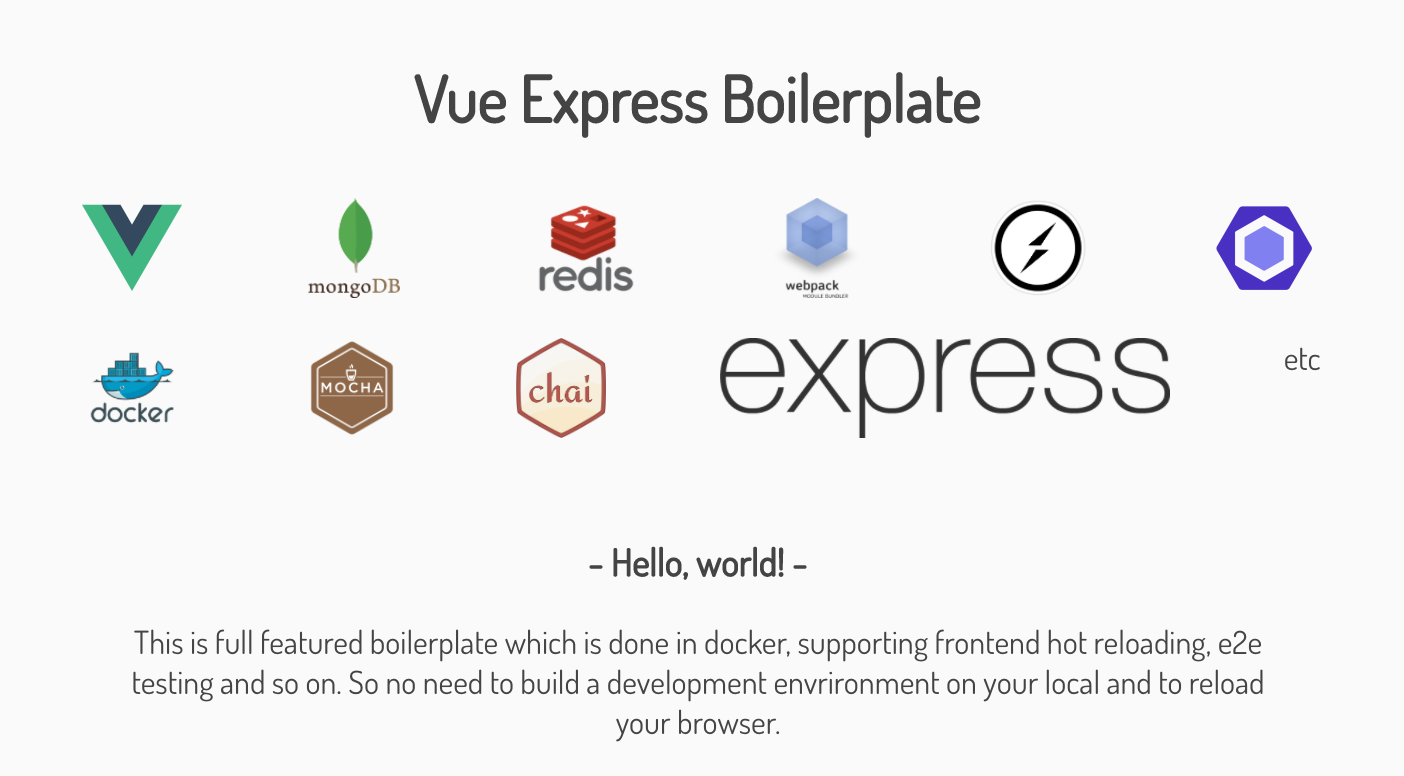 Vue Express Boilerplate
mongoDB
redis
webpack
MODULE BUNDLER
docker
MOCHA
chai
express
etc
- Hello, world! -
This is full featured boilerplate which is done in docker, supporting frontend hot reloading, e2e
testing and so on. So no need to build a development envrironment on your local and to reload
your browser.